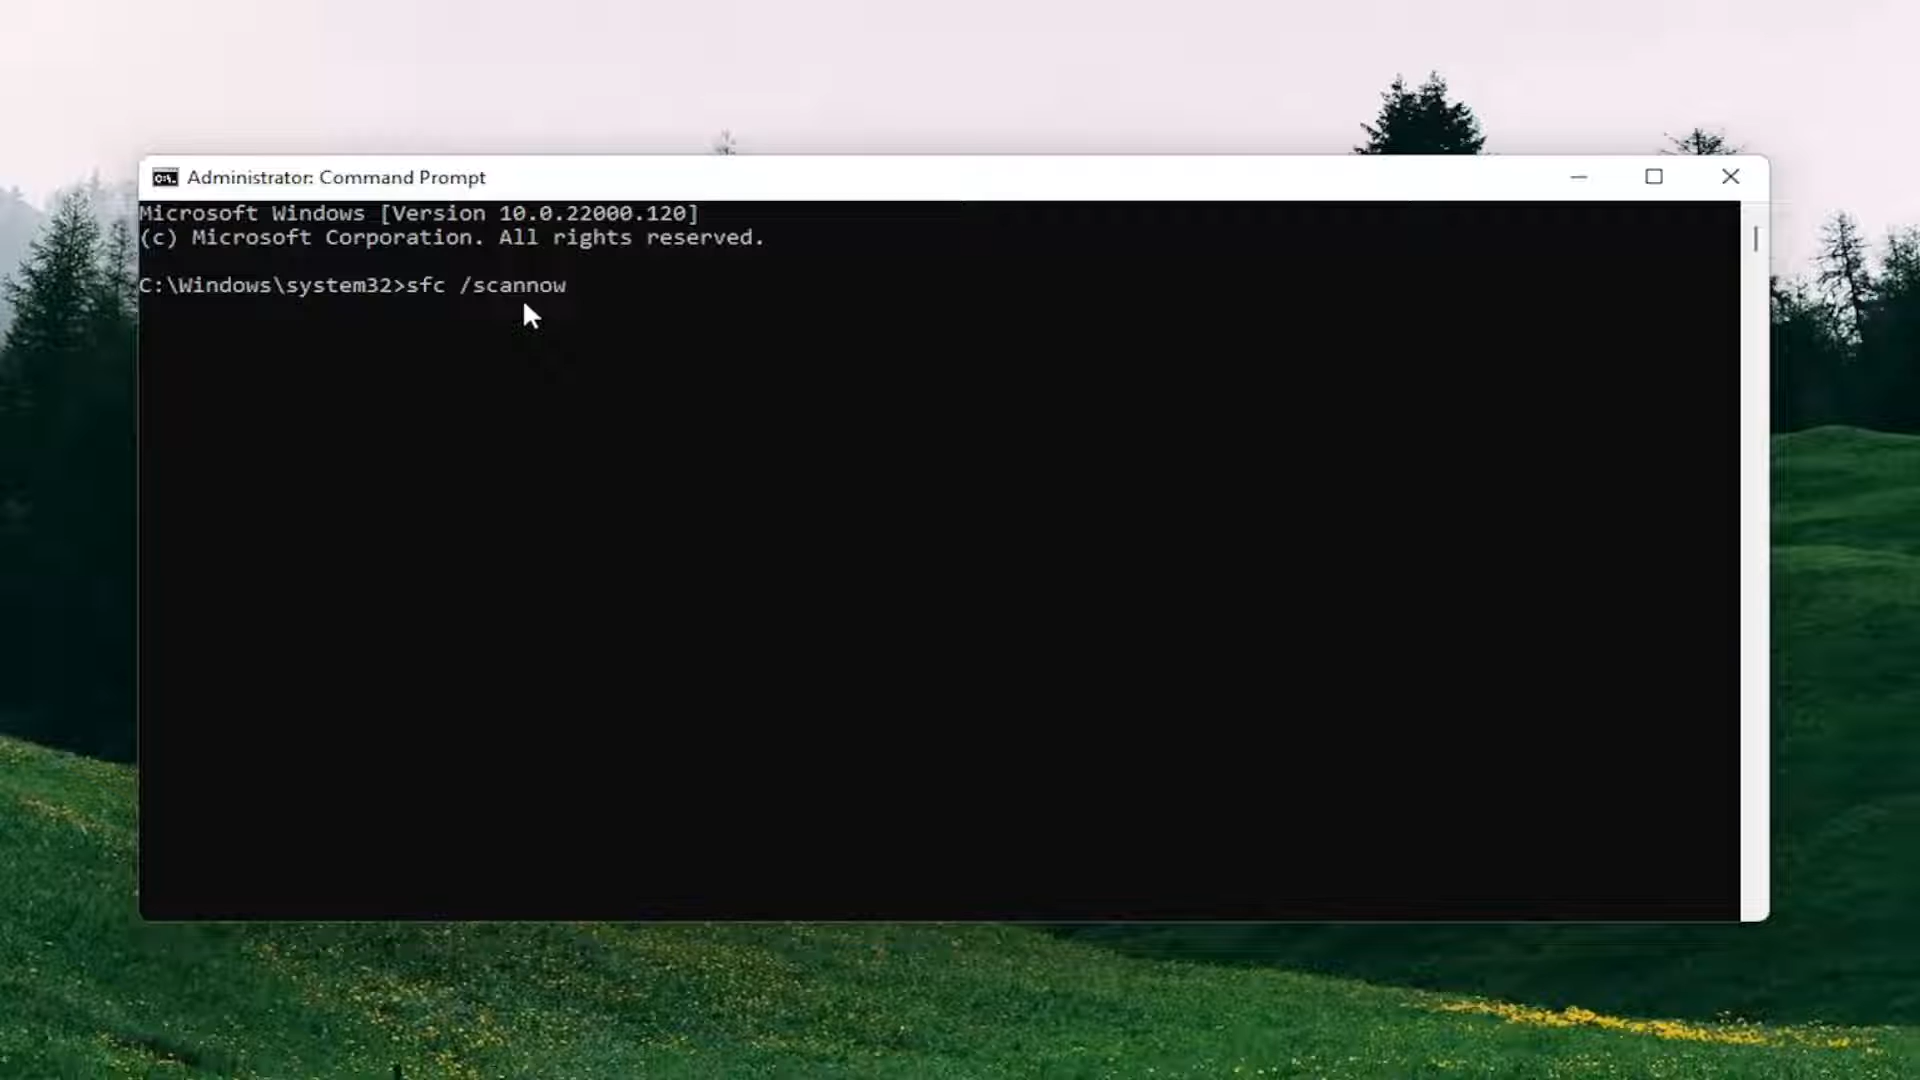 Administrator: Command Prompt
Microsoft Windows [Version 10.0.22000.120]
(c) Microsoft Corporation. All rights reserved.
C:\Windows\system32>sfc /scannow